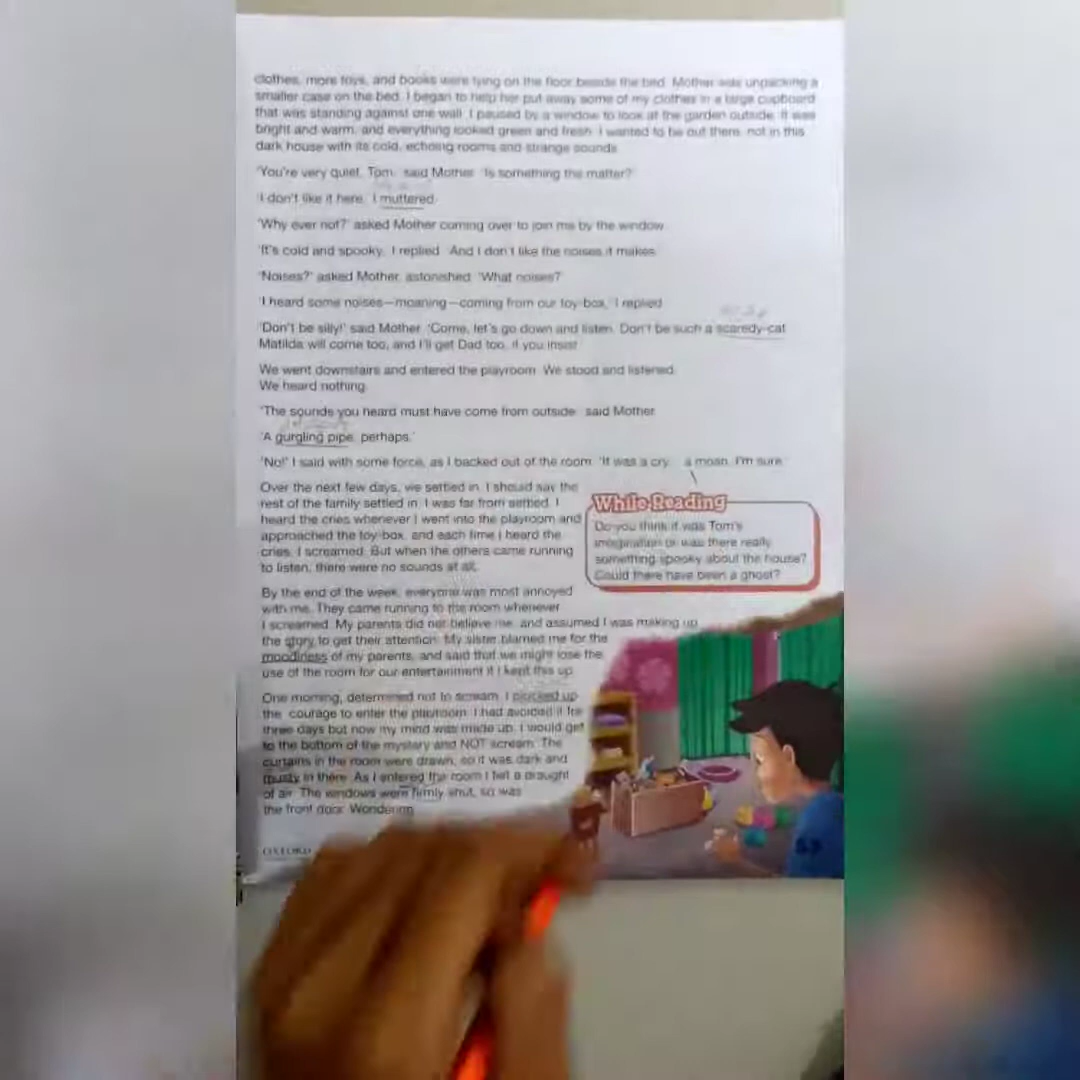 clothes, more toys, and books were lying on the floor beside the bed. Mother was unpacking a
smaller case on the bed. I began to help her put away some of my clothes in a large cupboard
that was standing against one wall. I paused by a window to look at the garden outside. It was
bright and warm, and everything looked green and fresh. I wanted to be out there, not in this
dark house with its cold, echoing rooms and strange sounds.
'You're very quiet, Tom,' said Mother. 'Is something the matter?'
'I don't like it here,' I muttered.
'Why ever not?' asked Mother coming over to join me by the window.
'It's cold and spooky,' I replied. 'And I don't like the noises it makes.'
'Noises?' asked Mother, astonished. 'What noises?'
'I heard some noises—moaning—coming from our toy-box,' I replied.
'Don't be silly!' said Mother. 'Come, let's go down and listen. Don't be such a scaredy-cat.
Matilda will come too, and I'll get Dad too, if you insist.'
We went downstairs and entered the playroom. We stood and listened.
We heard nothing.
'The sounds you heard must have come from outside,' said Mother.
'A gurgling pipe, perhaps.'
'No!' I said with some force, as I backed out of the room. 'It was a cry, a moan. I'm sure.'
Over the next few days, we settled in. I should say the
rest of the family settled in. I was far from settled. I
heard the cries whenever I went into the playroom and
approached the toy-box, and each time I heard the
cries, I screamed. But when the others came running
to listen, there were no sounds at all.
While Reading
Do you think it was Tom's
imagination or was there really
something spooky about the house?
Could there have been a ghost?
By the end of the week, everyone was most annoyed
with me. They came running to the room whenever
I screamed. My parents did not believe me, and assumed I was making up
the story to get their attention. My sister blamed me for the
moodiness of my parents, and said that we might lose the
use of the room for our entertainment if I kept this up.
One morning, determined not to scream, I plucked up
the courage to enter the playroom. I had avoided it for
three days but now my mind was made up. I would get
to the bottom of the mystery and NOT scream. The
curtains in the room were drawn, so it was dark and
musty in there. As I entered the room I felt a draught
of air. The windows were firmly shut, so was
the front door. Wondering
OXFORD
53